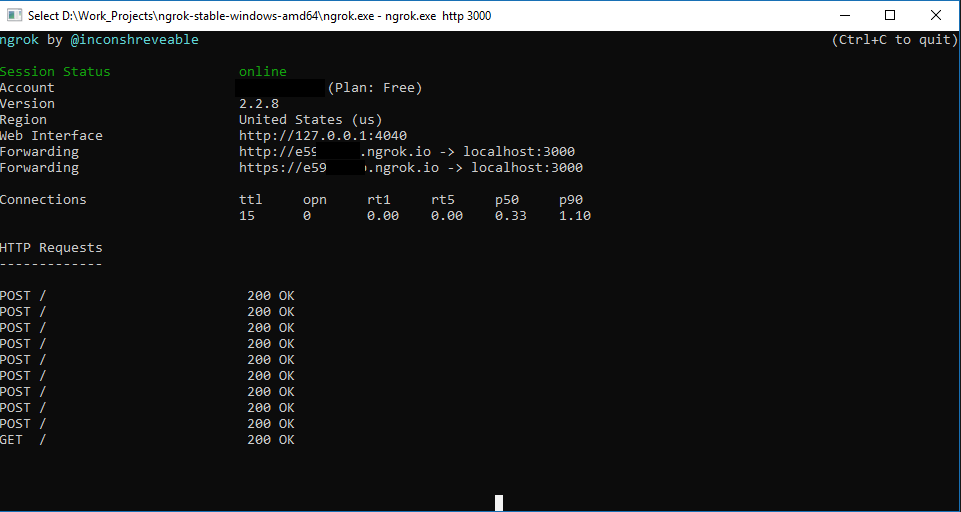 Select D:\Work_Projects\ngrok-stable-windows-amd64\ngrok.exe - ngrok.exe http 3000
ngrok by @inconshreveable (Ctrl+C to quit)
Session Status online
Account (Plan: Free)
Version 2.2.8
Region United States (us)
Web Interface http://127.0.0.1:4040
Forwarding http://e59 .ngrok.io -> localhost:3000
Forwarding https://e59 .ngrok.io -> localhost:3000
Connections ttl opn rt1 rt5 p50 p90
15 0 0.00 0.00 0.33 1.10
HTTP Requests
-------------
POST / 200 OK
POST / 200 OK
POST / 200 OK
POST / 200 OK
POST / 200 OK
POST / 200 OK
POST / 200 OK
POST / 200 OK
POST / 200 OK
GET / 200 OK